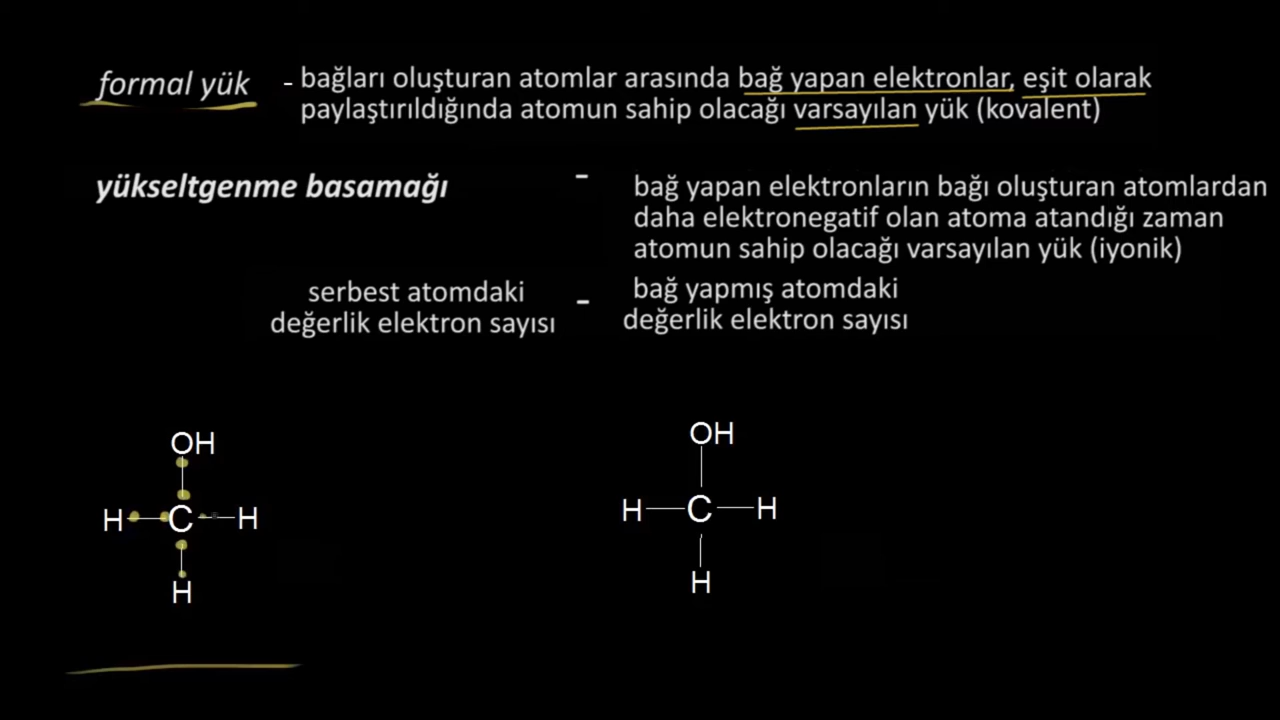 formal yük - bağları oluşturan atomlar arasında bağ yapan elektronlar, eşit olarak
paylaştırıldığında atomun sahip olacağı varsayılan yük (kovalent)
yükseltgenme basamağı - bağ yapan elektronların bağı oluşturan atomlardan
daha elektronegatif olan atoma atandığı zaman
atomun sahip olacağı varsayılan yük (iyonik)
serbest atomdaki - bağ yapmış atomdaki
değerlik elektron sayısı değerlik elektron sayısı
OH OH
H C H H C H
H H